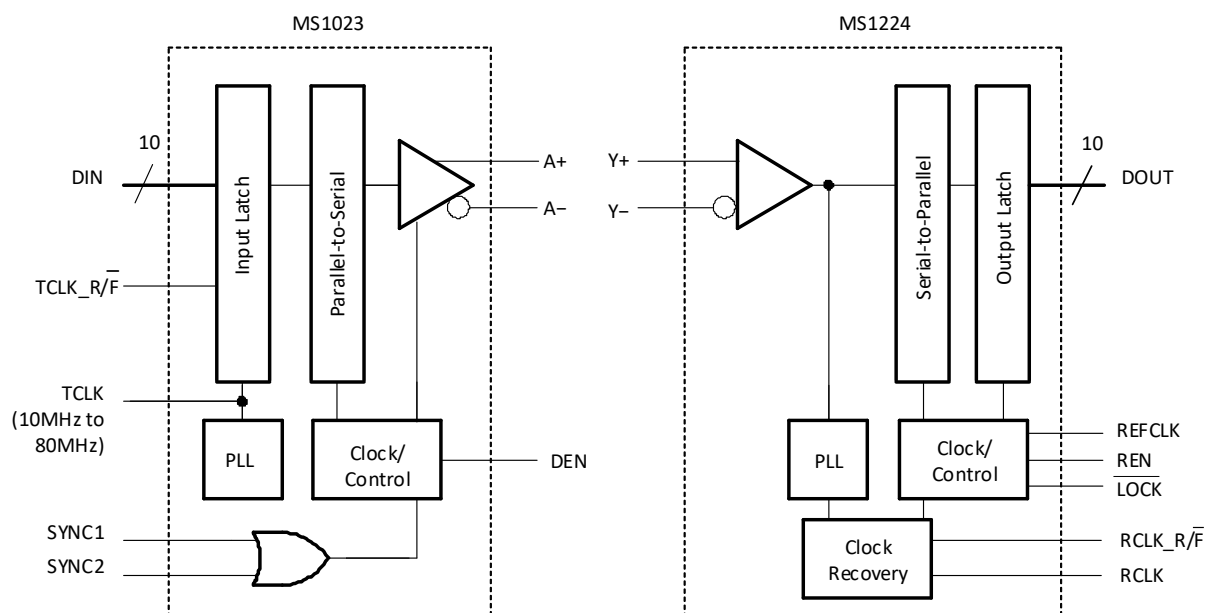 MS1023
MS1224
10
DIN
Input Latch
Parallel-to-Serial
A+
A−
TCLK_R/F̅
TCLK
(10MHz to
80MHz)
PLL
Clock/
Control
DEN
SYNC1
SYNC2
Y+
Y−
Serial-to-Parallel
Output Latch
10
DOUT
PLL
Clock/
Control
REFCLK
REN
L̅O̅C̅K̅
Clock
Recovery
RCLK_R/F̅
RCLK